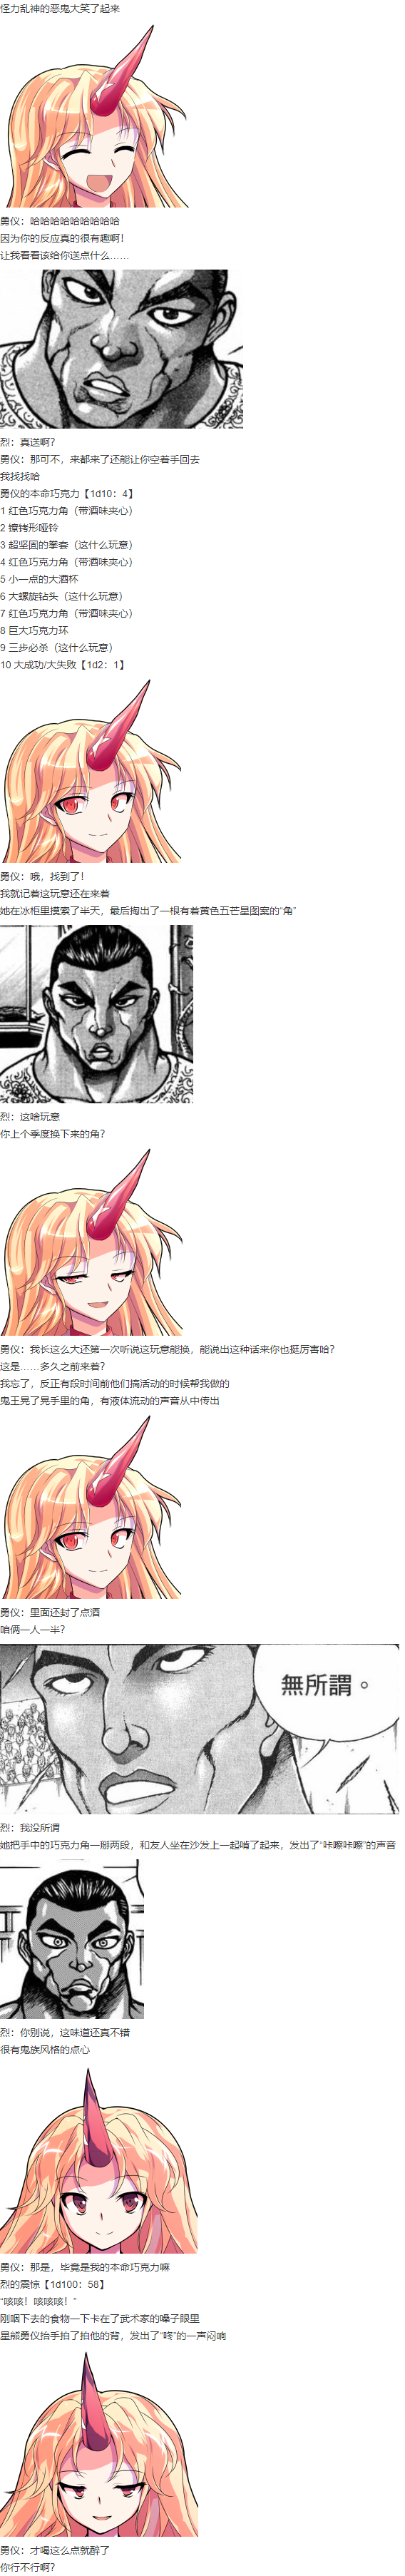 怪力乱神的恶鬼大笑了起来
勇仪：哈哈哈哈哈哈哈哈哈
因为你的反应真的很有趣啊！
让我看看该给你送点什么……
烈：真送啊？
勇仪：那可不，来都来了还能让你空着手回去
我找找哈
勇仪的本命巧克力【1d10：4】
1 红色巧克力角（带酒味夹心）
2 镣铐形哑铃
3 超坚固的拳套（这什么玩意）
4 红色巧克力角（带酒味夹心）
5 小一点的大酒杯
6 大螺旋钻头（这什么玩意）
7 红色巧克力角（带酒味夹心）
8 巨大巧克力环
9 三步必杀（这什么玩意）
10 大成功/大失败【1d2：1】
勇仪：哦，找到了！
我就记着这玩意还在来着
她在冰柜里摸索了半天，最后掏出了一根有着黄色五芒星图案的“角”
烈：这啥玩意
你上个季度换下来的角？
勇仪：我长这么大还第一次听说这玩意能换，能说出这种话来你也挺厉害哈？
这是……多久之前来着？
我忘了，反正有段时间前他们搞活动的时候帮我做的
鬼王晃了晃手里的角，有液体流动的声音从中传出
勇仪：里面还封了点酒
咱俩一人一半？
無所謂。
烈：我没所谓
她把手中的巧克力角一掰两段，和友人坐在沙发上一起啃了起来，发出了“咔嚓咔嚓”的声音
烈：你别说，这味道还真不错
很有鬼族风格的点心
勇仪：那是，毕竟是我的本命巧克力嘛
烈的震惊【1d100：58】
“咳咳！咳咳咳！”
刚咽下去的食物一下卡在了武术家的嗓子眼里
星熊勇仪抬手拍了拍他的背，发出了“咚”的一声闷响
勇仪：才喝这么点就醉了
你行不行啊？